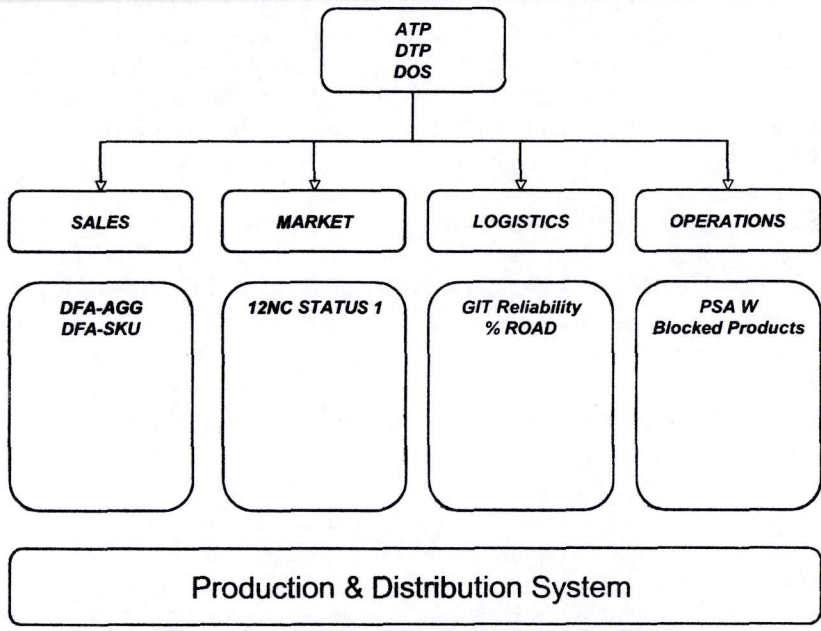 ATP
DTP
DOS
SALES
MARKET
LOGISTICS
OPERATIONS
DFA-AGG
DFA-SKU
12NC STATUS 1
GIT Reliability
% ROAD
PSA W
Blocked Products
Production & Distribution System